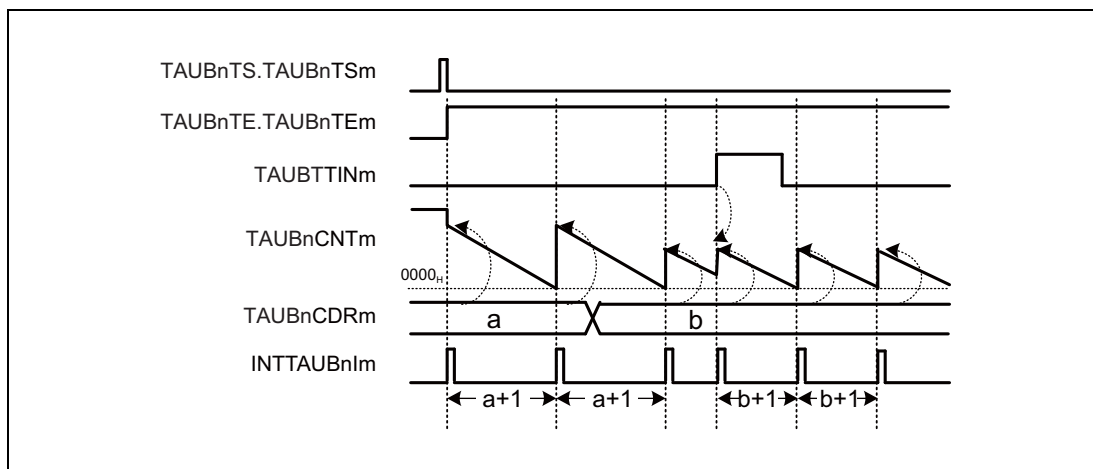 TAUBnTS.TAUBnTSm
TAUBnTE.TAUBnTEm
TAUBTTINm
TAUBnCNTm
0000H
TAUBnCDRm
a
b
INTTAUBnIm
a+1
a+1
b+1
b+1